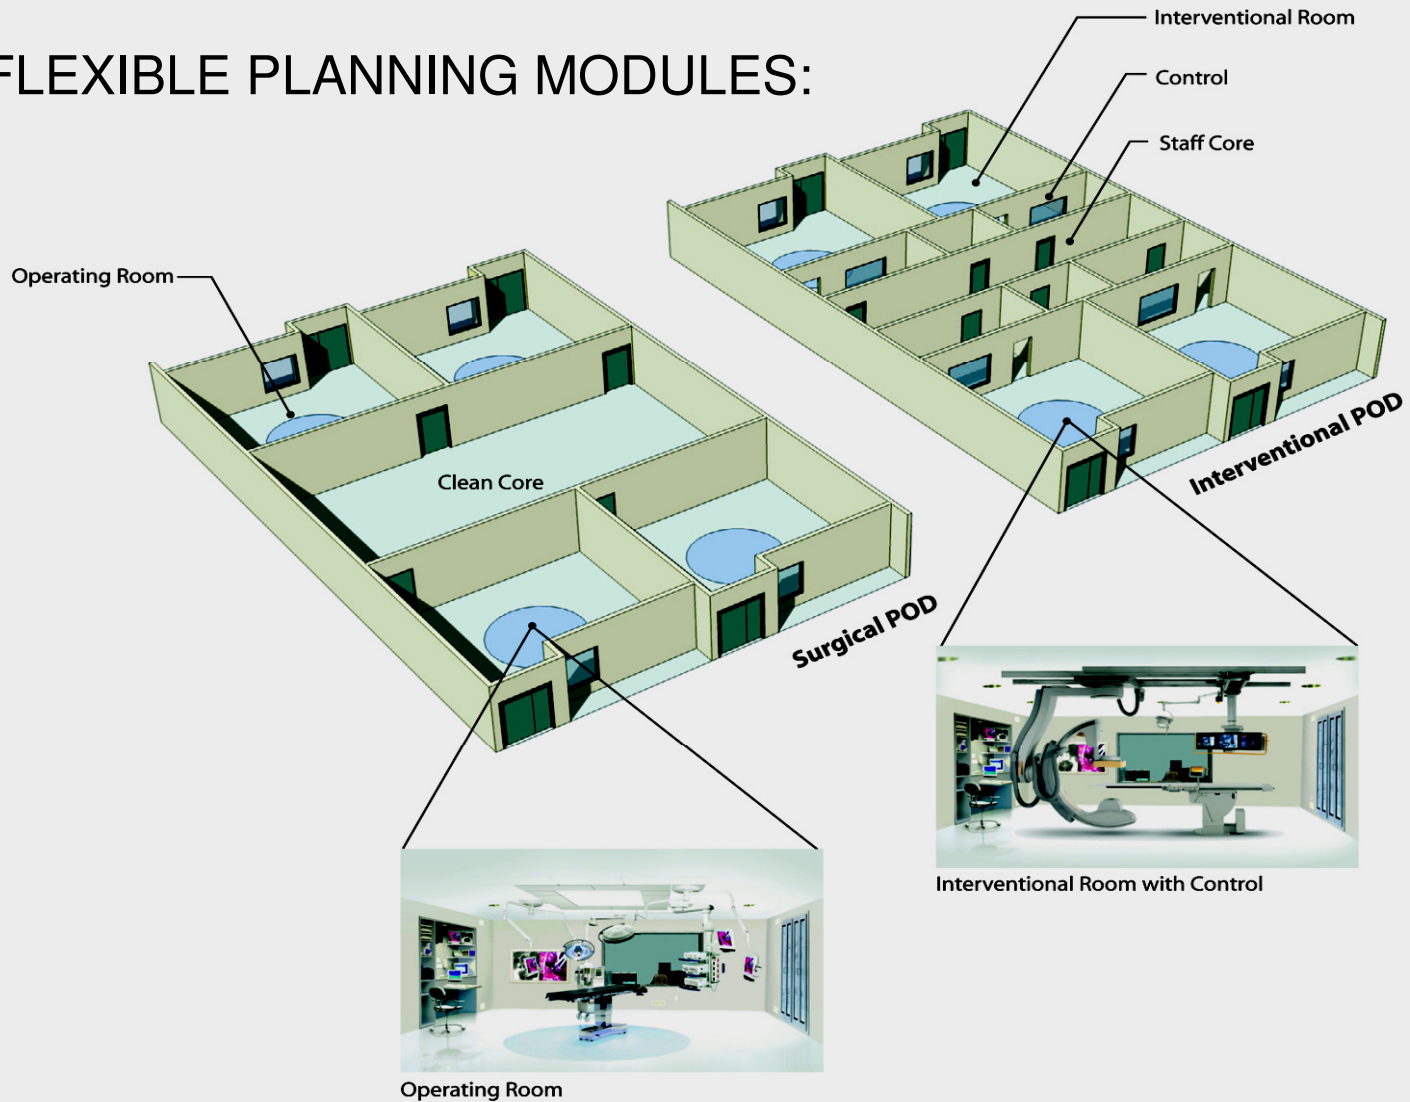 FLEXIBLE PLANNING MODULES:
Interventional Room
Control
Staff Core
Operating Room
Clean Core
Interventional POD
Surgical POD
Interventional Room with Control
Operating Room